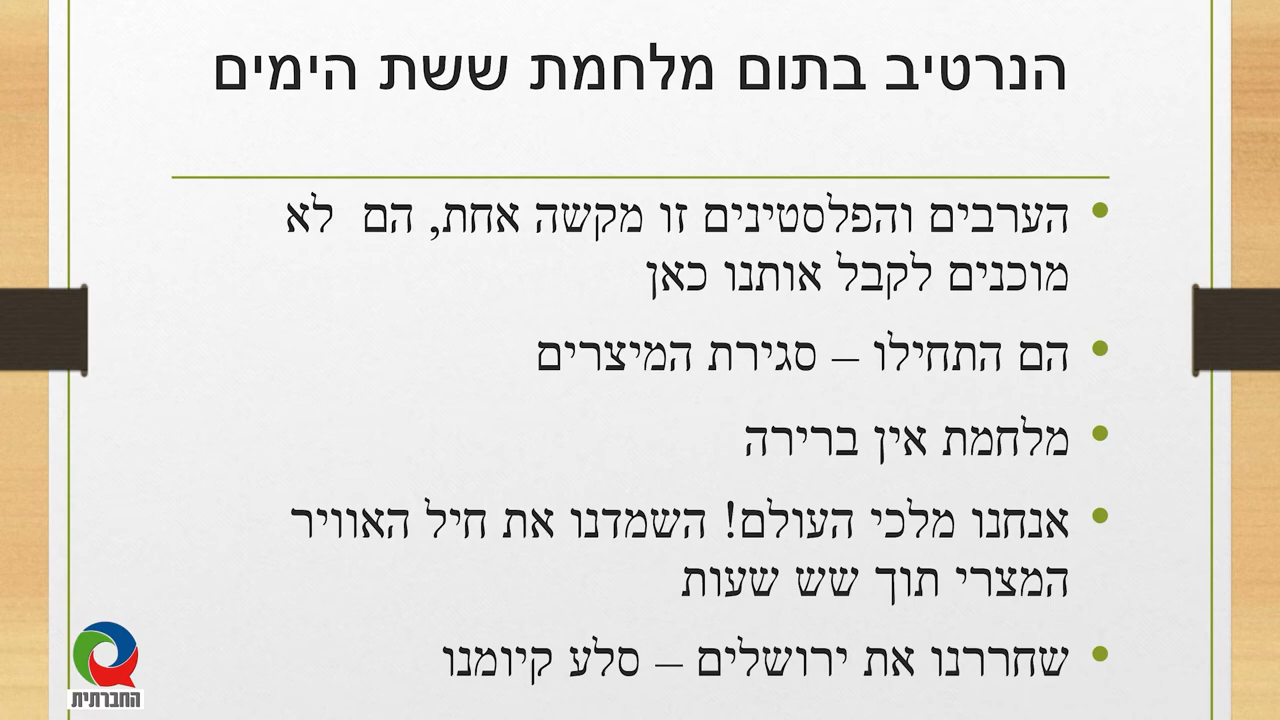 הנרטיב בתום מלחמת ששת הימים
• הערבים והפלסטינים זו מקשה אחת, הם לא
מוכנים לקבל אותנו כאן
• הם התחילו – סגירת המיצרים
• מלחמת אין ברירה
• אנחנו מלכי העולם! השמדנו את חיל האוויר
המצרי תוך שש שעות
• שחררנו את ירושלים – סלע קיומנו
החברתית